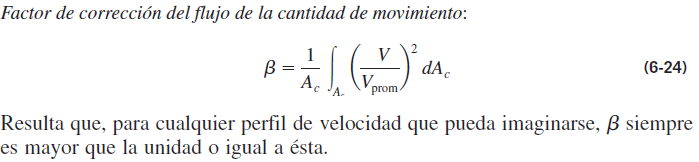 Factor de corrección del flujo de la cantidad de movimiento:
β = 1/A_c ∫_{A_c} (V/V_prom)^2 dA_c (6-24)
Resulta que, para cualquier perfil de velocidad que pueda imaginarse, β siempre
es mayor que la unidad o igual a ésta.